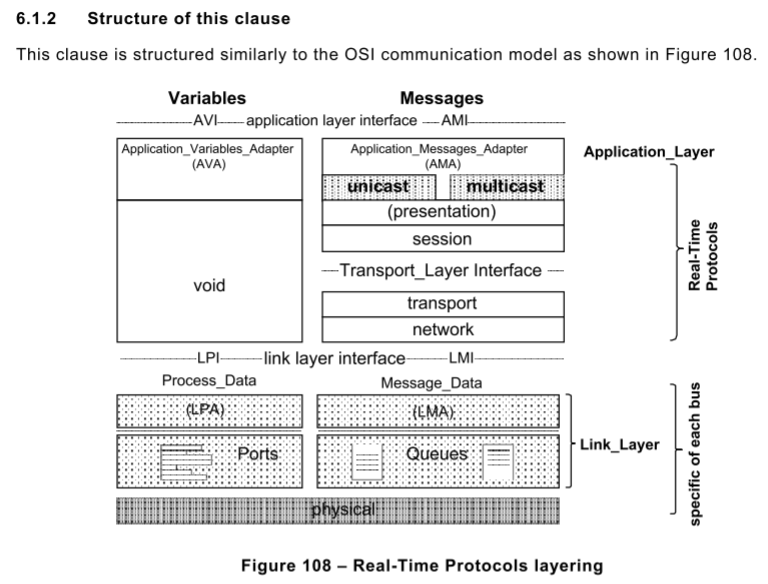 6.1.2 Structure of this clause
This clause is structured similarly to the OSI communication model as shown in Figure 108.
Variables Messages
AVI application layer interface AMI
Application_Variables_Adapter
(AVA)
Application_Messages_Adapter
(AMA)
Application_Layer
unicast multicast
(presentation)
session
Transport_Layer Interface
void
transport
network
Real-Time
Protocols
LPI link layer interface LMI
Process_Data Message_Data
(LPA) (LMA)
Ports Queues
Link_Layer
specific of each bus
physical
Figure 108 – Real-Time Protocols layering